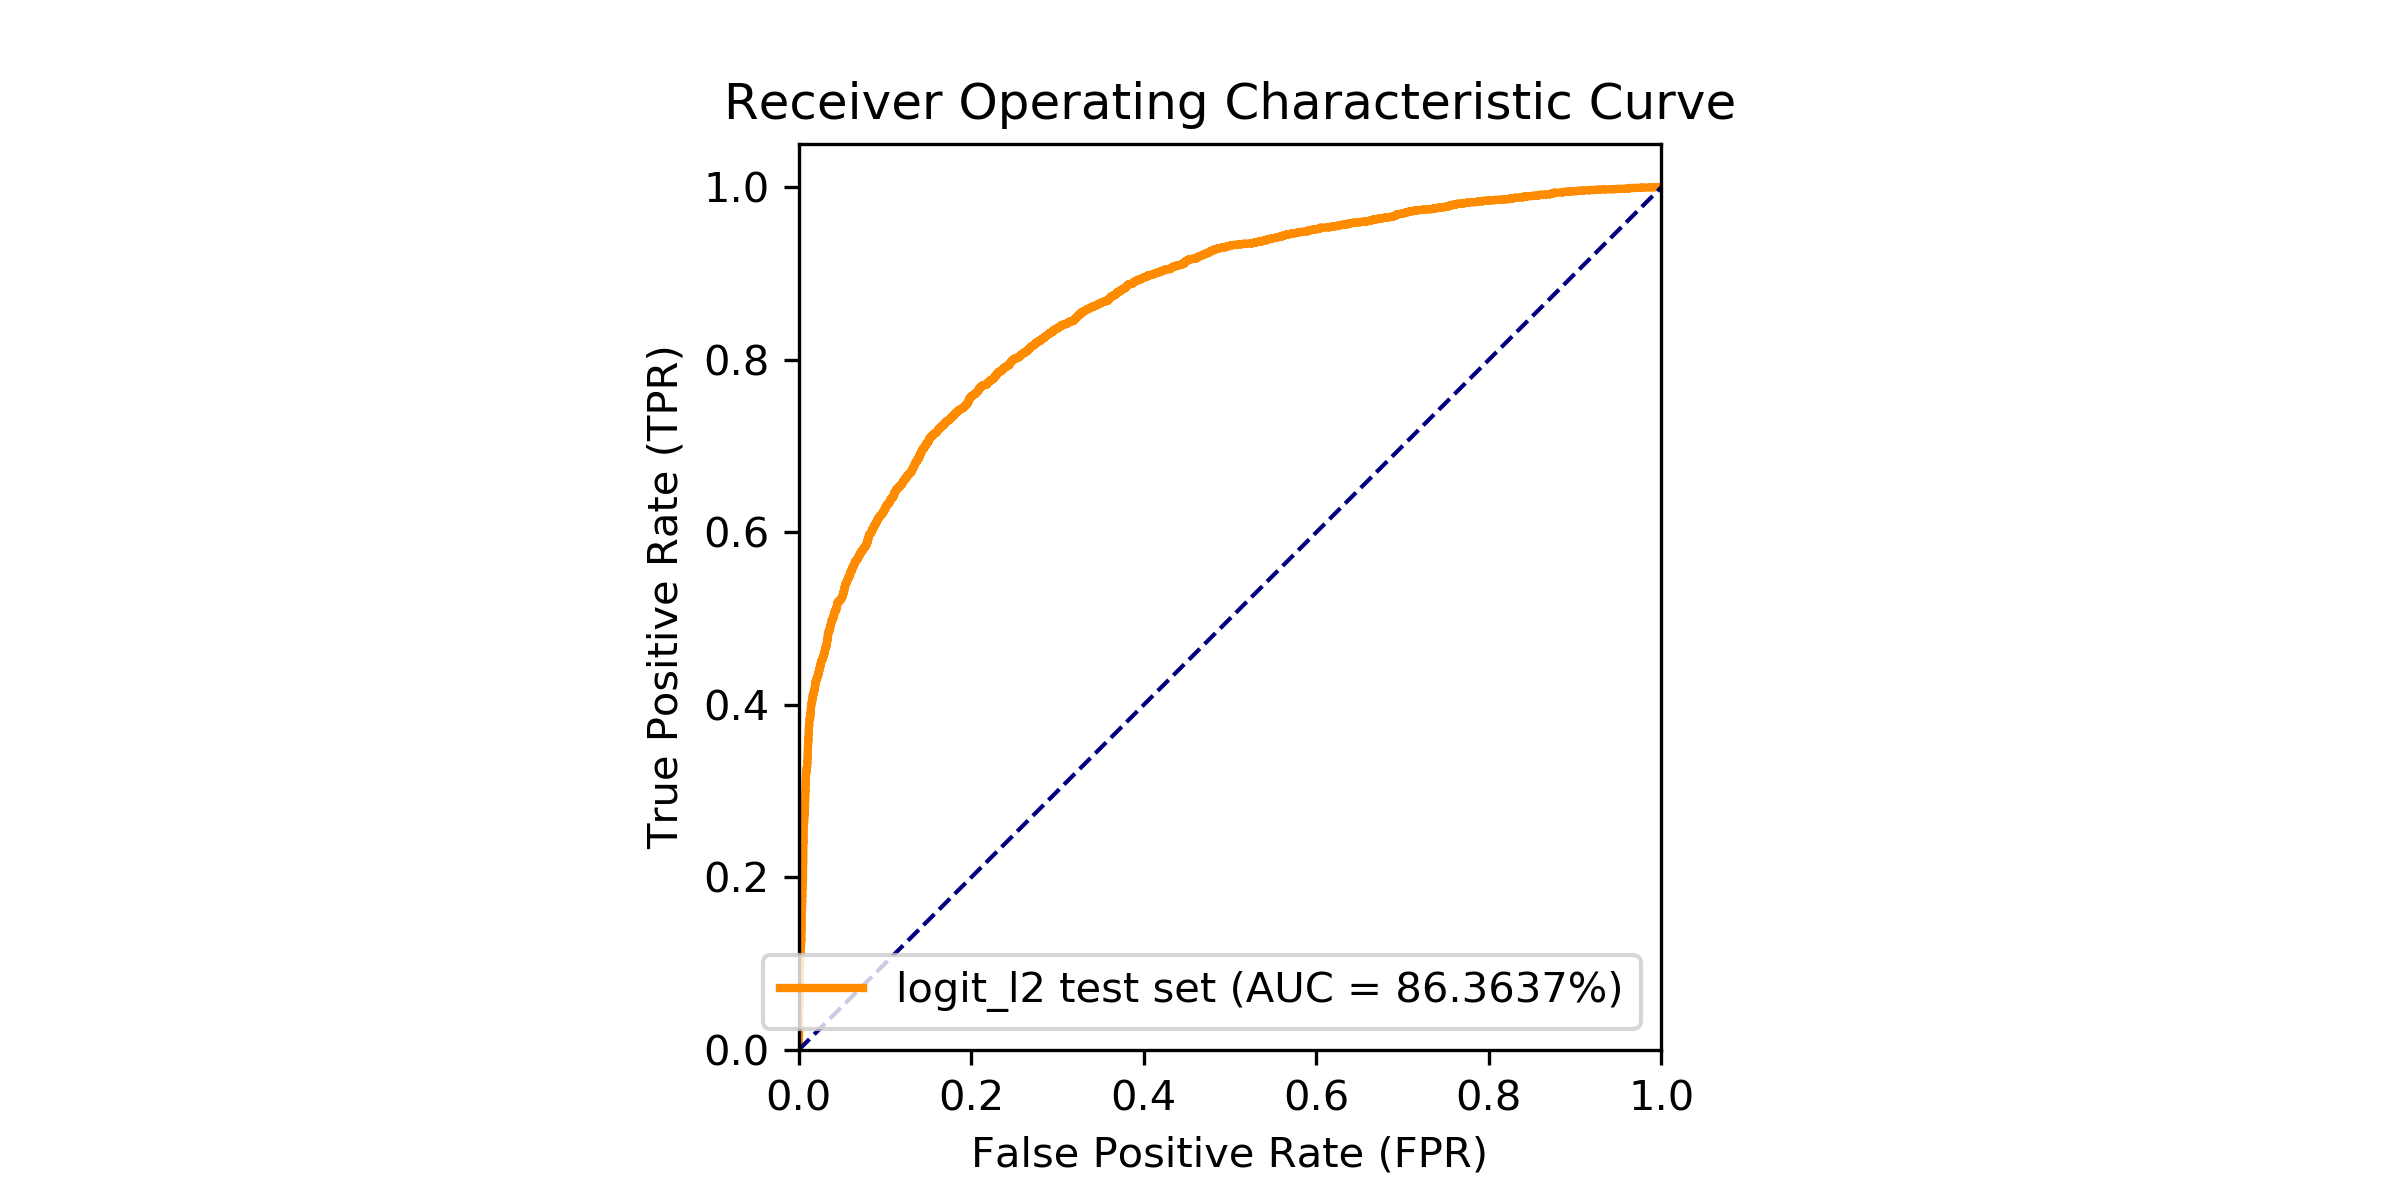 Receiver Operating Characteristic Curve
True Positive Rate (TPR)
1.0
0.8
0.6
0.4
0.2
0.0
logit_l2 test set (AUC = 86.3637%)
0.0 0.2 0.4 0.6 0.8 1.0
False Positive Rate (FPR)